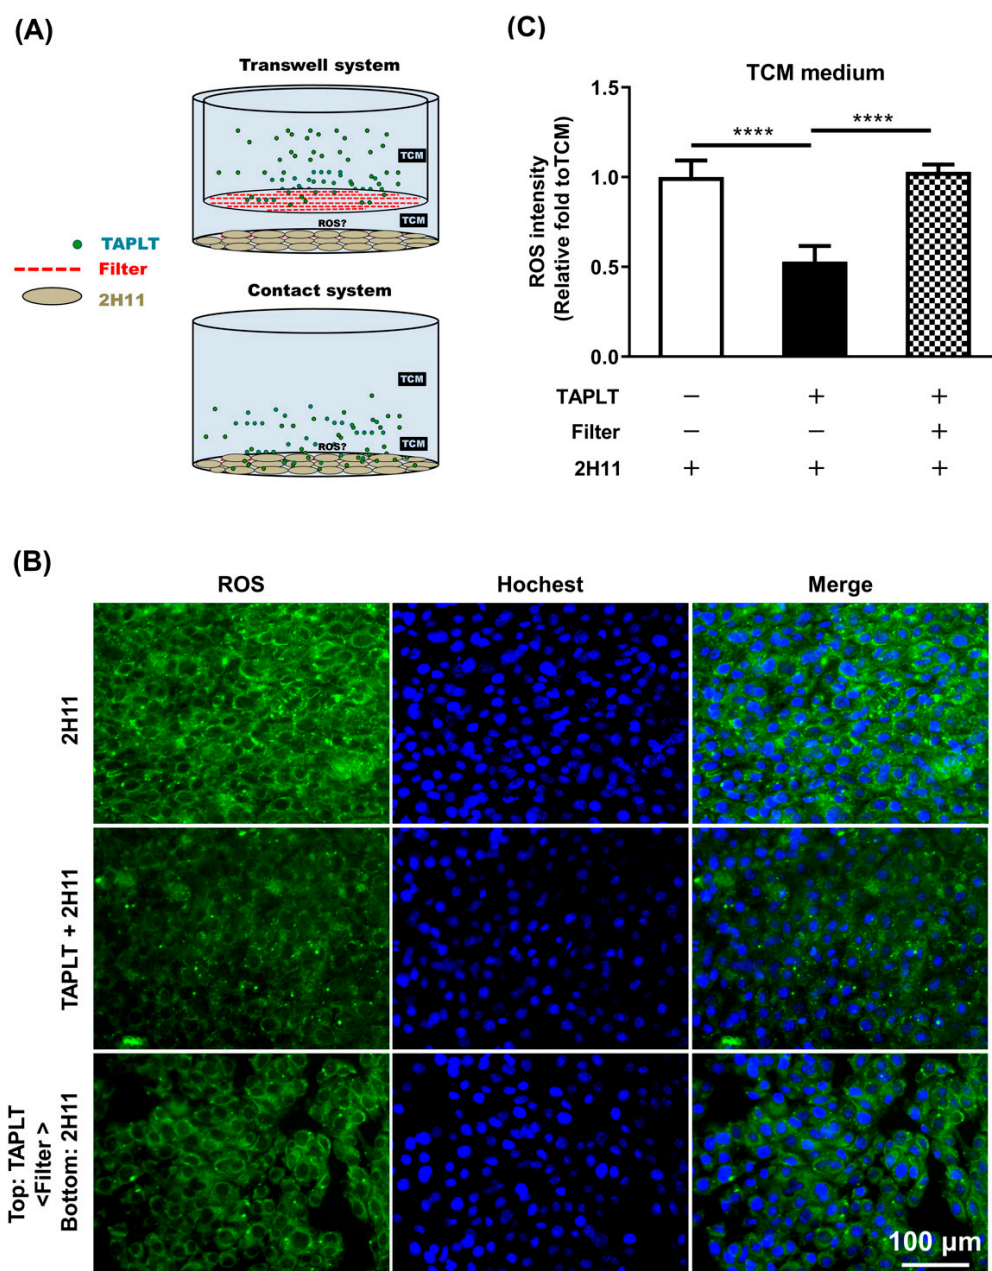 (A)
Transwell system
TCM
ROS?
TCM
TAPLT
Filter
2H11
Contact system
TCM
TCM
ROS?
(C)
TCM medium
ROS intensity
(Relative fold toTCM)
1.5
1.0
0.5
0.0
****
****
TAPLT − + +
Filter − − +
2H11 + + +
(B)
ROS Hochest Merge
2H11
TAPLT + 2H11
Top: TAPLT
<Filter >
Bottom: 2H11
100 µm